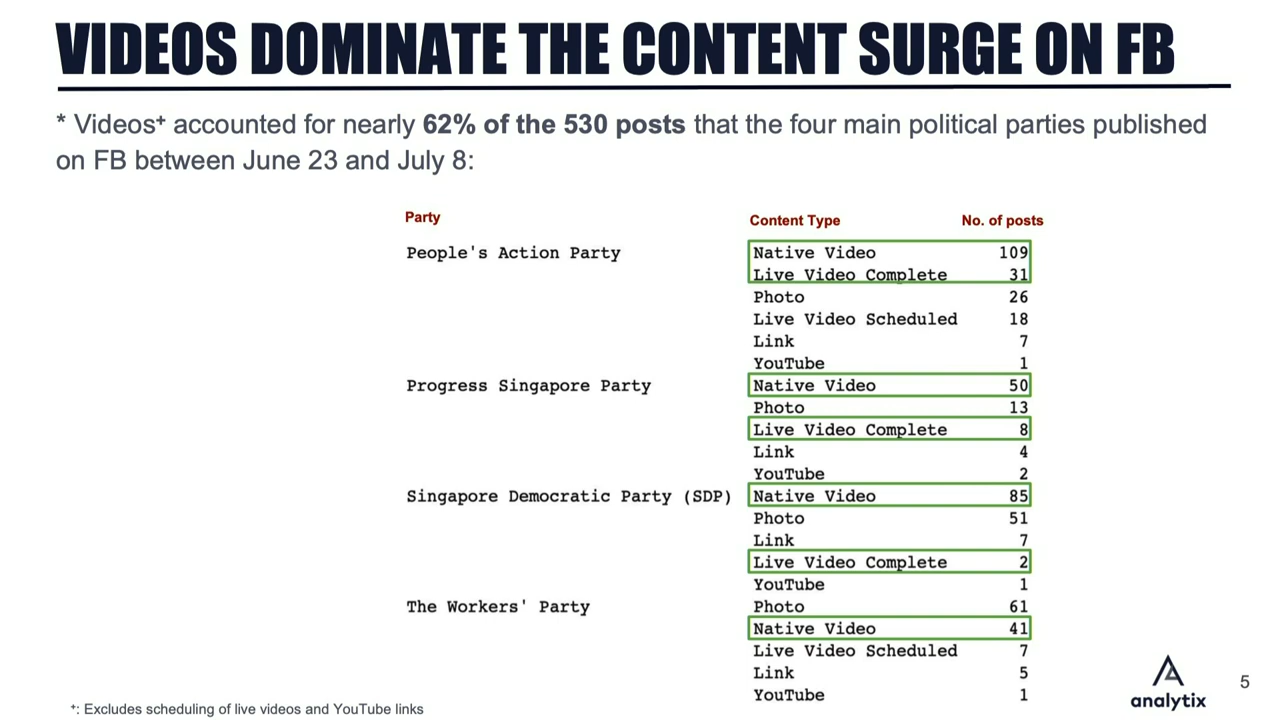 VIDEOS DOMINATE THE CONTENT SURGE ON FB
* Videos⁺ accounted for nearly 62% of the 530 posts that the four main political parties published
on FB between June 23 and July 8:
Party Content Type No. of posts
People's Action Party Native Video 109
Live Video Complete 31
Photo 26
Live Video Scheduled 18
Link 7
YouTube 1
Progress Singapore Party Native Video 50
Photo 13
Live Video Complete 8
Link 4
YouTube 2
Singapore Democratic Party (SDP) Native Video 85
Photo 51
Link 7
Live Video Complete 2
YouTube 1
The Workers' Party Photo 61
Native Video 41
Live Video Scheduled 7
Link 5
YouTube 1
⁺: Excludes scheduling of live videos and YouTube links
analytix
5